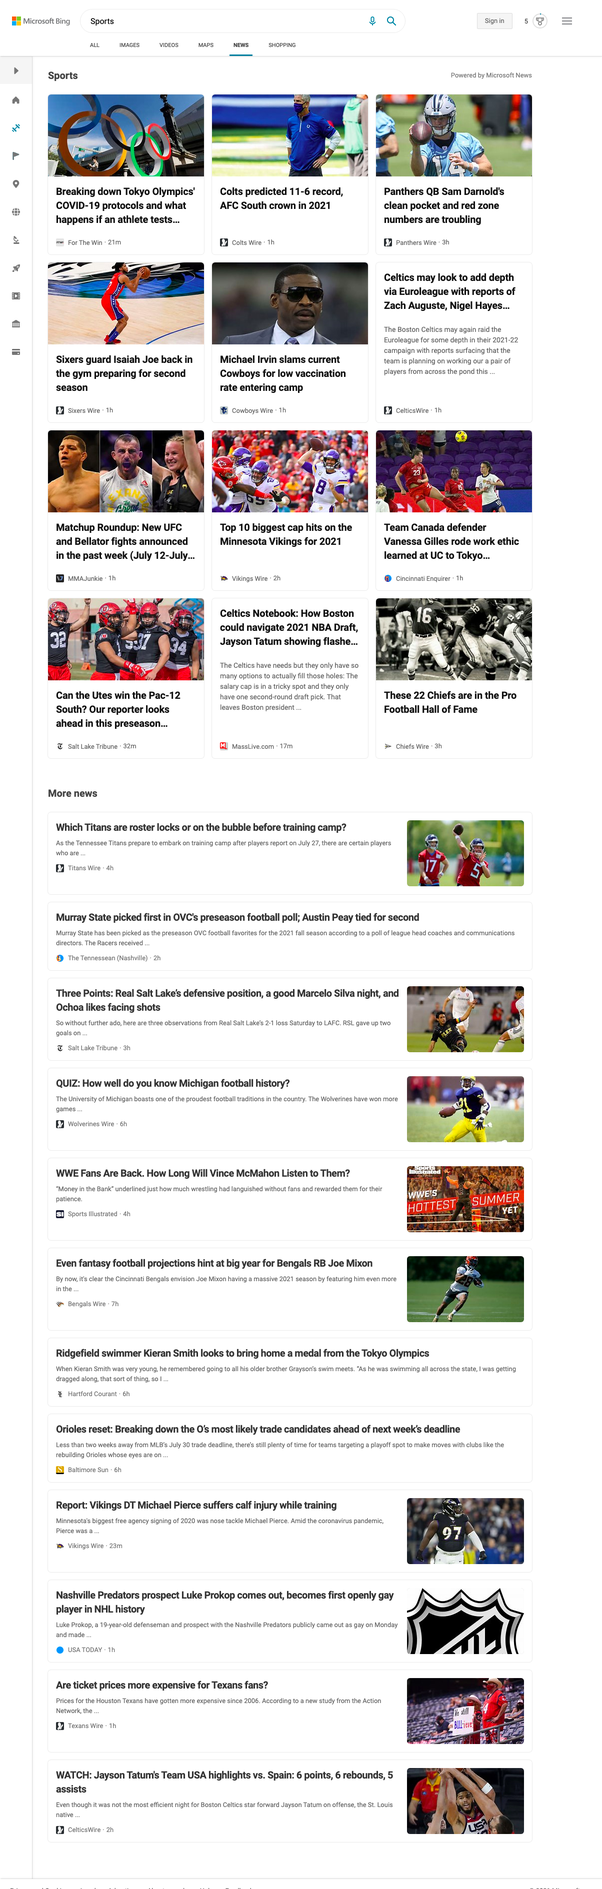 Microsoft Bing
Sports
Sign in
5
ALL IMAGES VIDEOS MAPS NEWS SHOPPING
Sports
Powered by Microsoft News
Breaking down Tokyo Olympics'
COVID-19 protocols and what
happens if an athlete tests...
For The Win · 21m
Colts predicted 11-6 record,
AFC South crown in 2021
Colts Wire · 1h
Panthers QB Sam Darnold's
clean pocket and red zone
numbers are troubling
Panthers Wire · 3h
Sixers guard Isaiah Joe back in
the gym preparing for second
season
Sixers Wire · 1h
Michael Irvin slams current
Cowboys for low vaccination
rate entering camp
Cowboys Wire · 1h
Celtics may look to add depth
via Euroleague with reports of
Zach Auguste, Nigel Hayes...
The Boston Celtics may again raid the
Euroleague for some depth in their 2021-22
campaign with reports surfacing that the
team is planning on working our a pair of
players from across the pond this ...
CelticsWire · 1h
Matchup Roundup: New UFC
and Bellator fights announced
in the past week (July 12-July...
MMAJunkie · 1h
Top 10 biggest cap hits on the
Minnesota Vikings for 2021
Vikings Wire · 2h
Team Canada defender
Vanessa Gilles rode work ethic
learned at UC to Tokyo...
Cincinnati Enquirer · 1h
Can the Utes win the Pac-12
South? Our reporter looks
ahead in this preseason...
Salt Lake Tribune · 32m
Celtics Notebook: How Boston
could navigate 2021 NBA Draft,
Jayson Tatum showing flashe...
The Celtics have needs but they only have so
many options to actually fill those holes: The
salary cap is in a tricky spot and they only
have one second-round draft pick. That
leaves Boston president ...
MassLive.com · 17m
These 22 Chiefs are in the Pro
Football Hall of Fame
Chiefs Wire · 3h
More news
Which Titans are roster locks or on the bubble before training camp?
As the Tennessee Titans prepare to embark on training camp after players report on July 27, there are certain players
who are ...
Titans Wire · 4h
Murray State picked first in OVC's preseason football poll; Austin Peay tied for second
Murray State has been picked as the preseason OVC football favorites for the 2021 fall season according to a poll of league head coaches and communications
directors. The Racers received ...
The Tennessean (Nashville) · 2h
Three Points: Real Salt Lake's defensive position, a good Marcelo Silva night, and
Ochoa likes facing shots
So without further ado, here are three observations from Real Salt Lake's 2-1 loss Saturday to LAFC. RSL gave up two
goals on ...
Salt Lake Tribune · 3h
QUIZ: How well do you know Michigan football history?
The University of Michigan boasts one of the proudest football traditions in the country. The Wolverines have won more
games ...
Wolverines Wire · 6h
WWE Fans Are Back. How Long Will Vince McMahon Listen to Them?
"Money in the Bank" underlined just how much wrestling had languished without fans and rewarded them for their
patience.
Sports Illustrated · 4h
Sports Illustrated
WWE'S
HOTTEST SUMMER
YET
Even fantasy football projections hint at big year for Bengals RB Joe Mixon
By now, it's clear the Cincinnati Bengals envision Joe Mixon having a massive 2021 season by featuring him even more
in the ...
Bengals Wire · 7h
Ridgefield swimmer Kieran Smith looks to bring home a medal from the Tokyo Olympics
When Kieran Smith was very young, he remembered going to all his older brother Grayson's swim meets. "As he was swimming all across the state, I was getting
dragged along, that sort of thing, so I ...
Hartford Courant · 6h
Orioles reset: Breaking down the O's most likely trade candidates ahead of next week's deadline
Less than two weeks away from MLB's July 30 trade deadline, there's still plenty of time for teams targeting a playoff spot to make moves with clubs like the
rebuilding Orioles whose eyes are on ...
Baltimore Sun · 6h
Report: Vikings DT Michael Pierce suffers calf injury while training
Minnesota's biggest free agency signing of 2020 was nose tackle Michael Pierce. Amid the coronavirus pandemic,
Pierce was a ...
Vikings Wire · 23m
97
Nashville Predators prospect Luke Prokop comes out, becomes first openly gay
player in NHL history
Luke Prokop, a 19-year-old defenseman and prospect with the Nashville Predators publicly came out as gay on Monday
and made ...
USA TODAY · 1h
Are ticket prices more expensive for Texans fans?
Prices for the Houston Texans have gotten more expensive since 2006. According to a new study from the Action
Network, the ...
Texans Wire · 1h
WATCH: Jayson Tatum's Team USA highlights vs. Spain: 6 points, 6 rebounds, 5
assists
Even though it was not the most efficient night for Boston Celtics star forward Jayson Tatum on offense, the St. Louis
native ...
CelticsWire · 2h